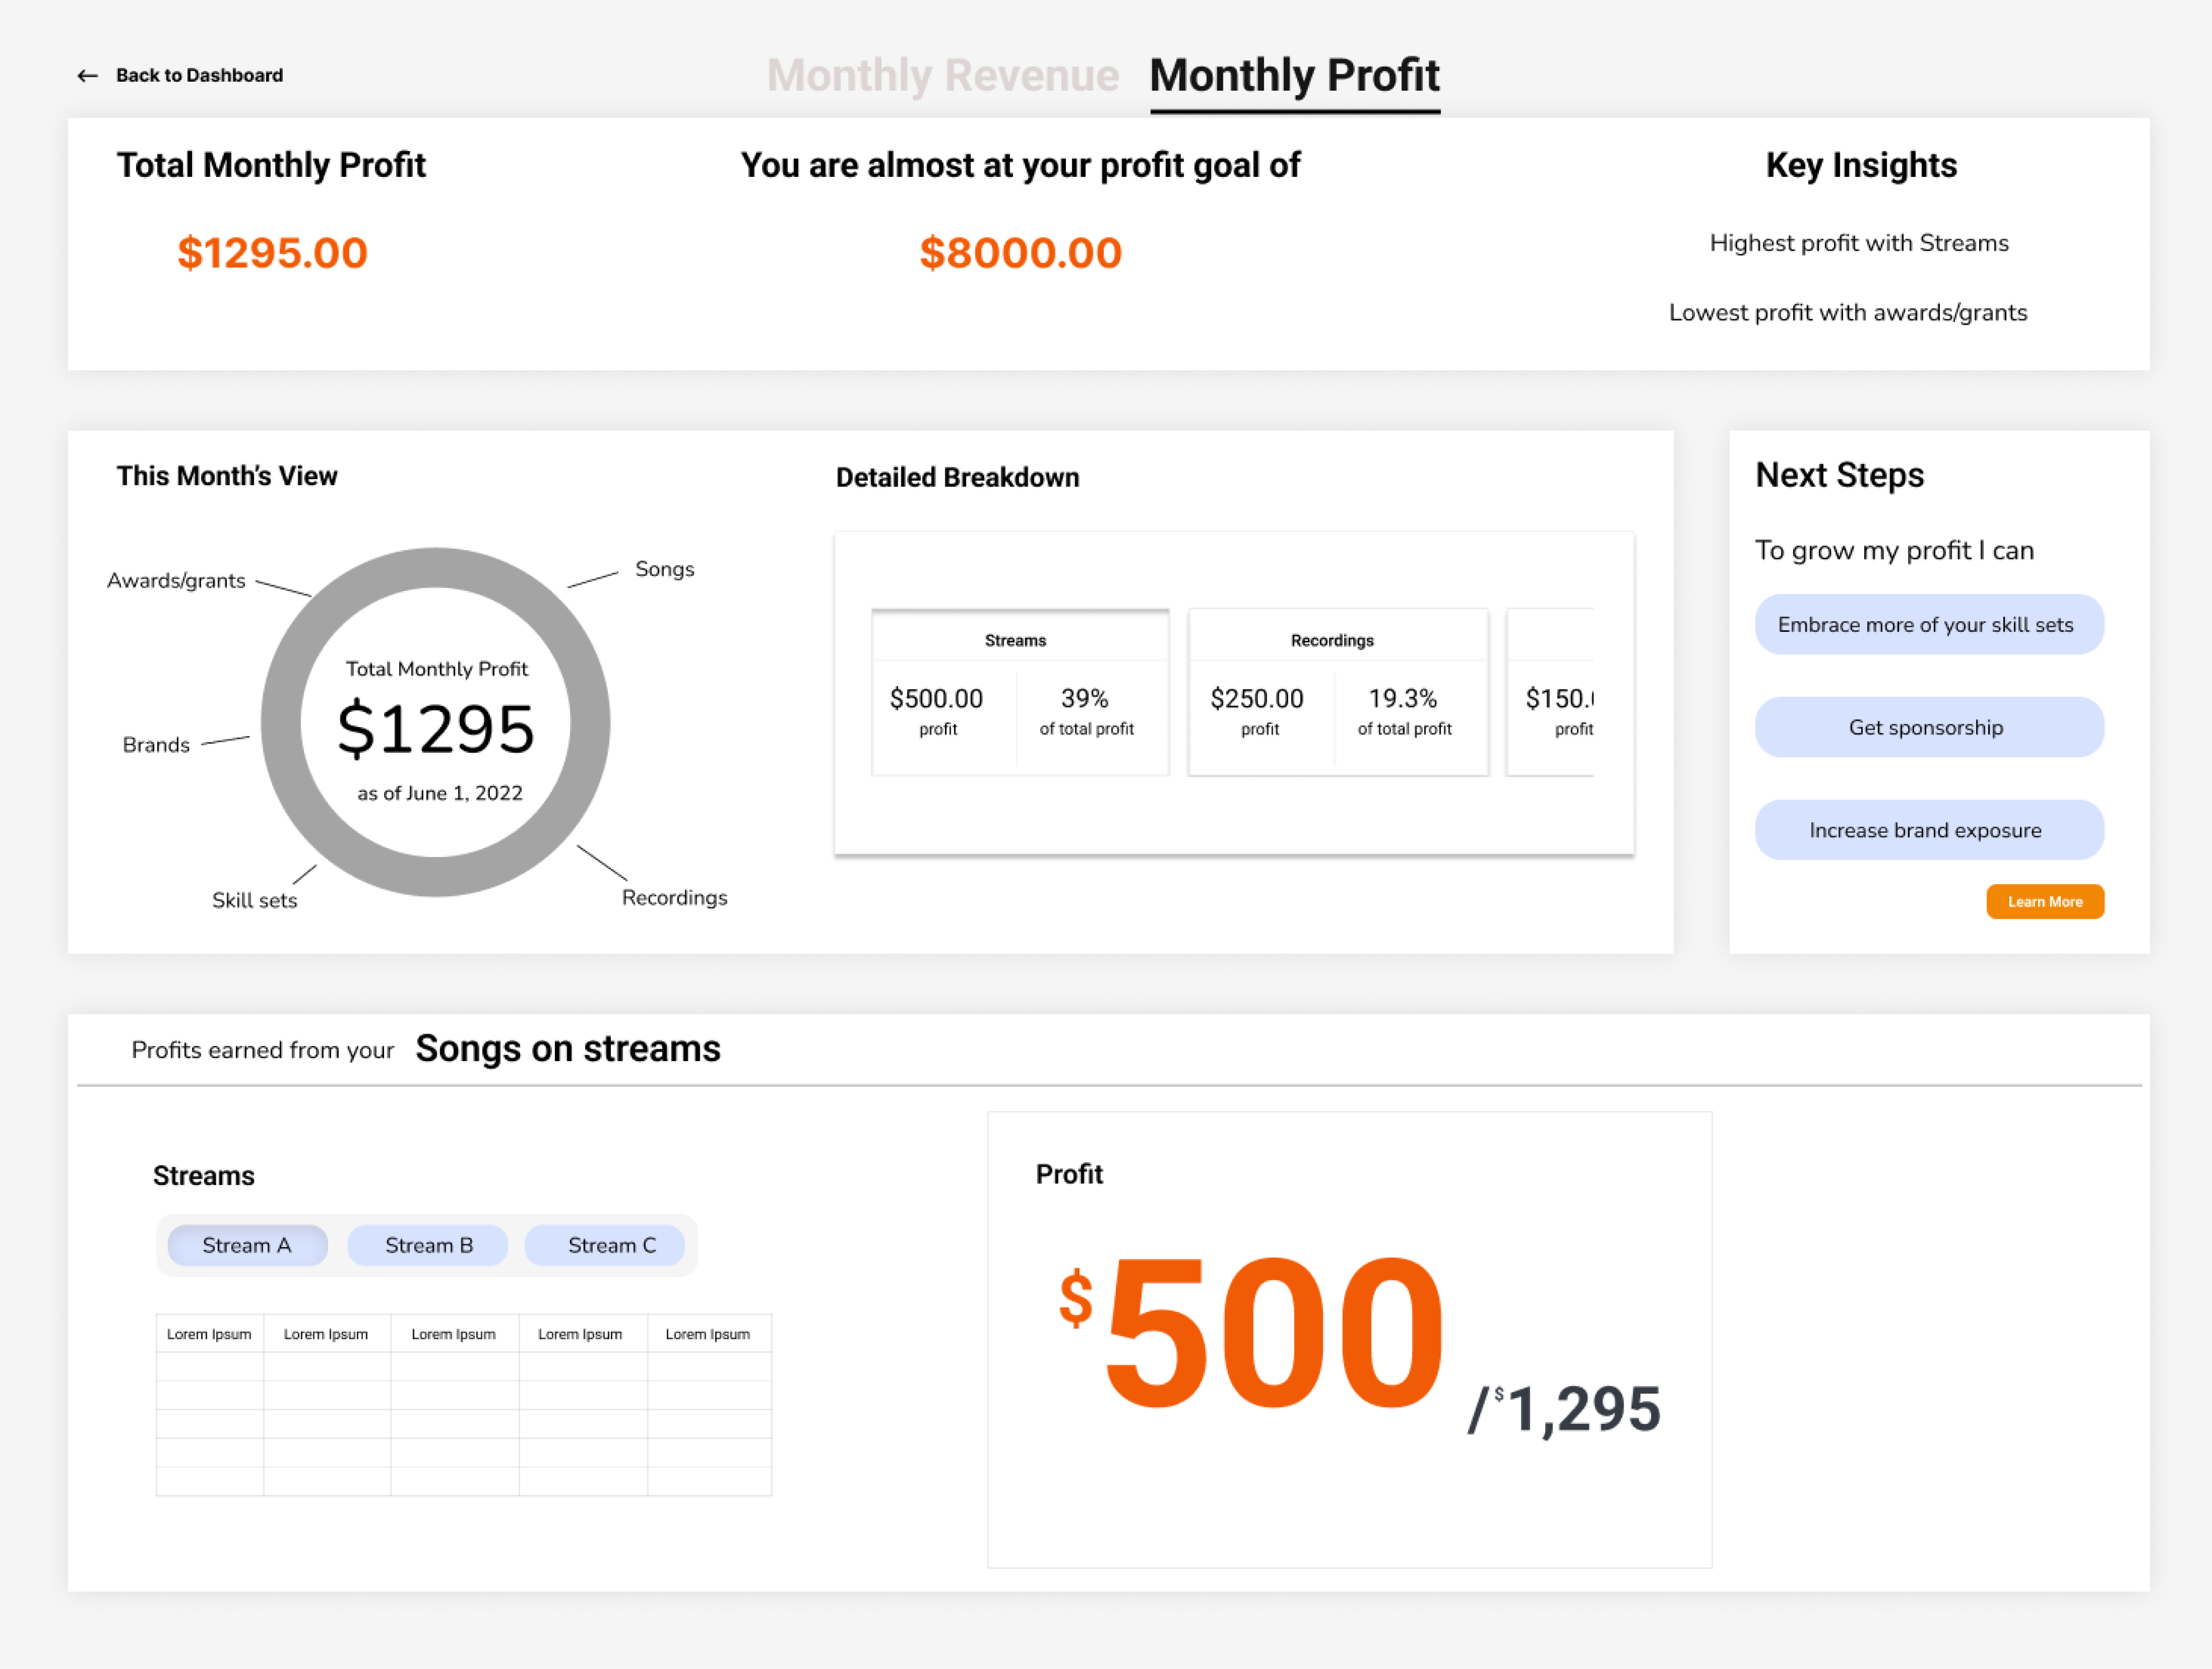 ← Back to Dashboard
Monthly Revenue Monthly Profit
Total Monthly Profit
$1295.00
You are almost at your profit goal of
$8000.00
Key Insights
Highest profit with Streams
Lowest profit with awards/grants
This Month’s View
Awards/grants
Songs
Brands
Skill sets
Recordings
Total Monthly Profit
$1295
as of June 1, 2022
Detailed Breakdown
Streams
$500.00
profit
39%
of total profit
Recordings
$250.00
profit
19.3%
of total profit
$150.
profit
Next Steps
To grow my profit I can
Embrace more of your skill sets
Get sponsorship
Increase brand exposure
Learn More
Profits earned from your Songs on streams
Streams
Stream A Stream B Stream C
Lorem Ipsum Lorem Ipsum Lorem Ipsum Lorem Ipsum Lorem Ipsum
Profit
$500 /$1,295